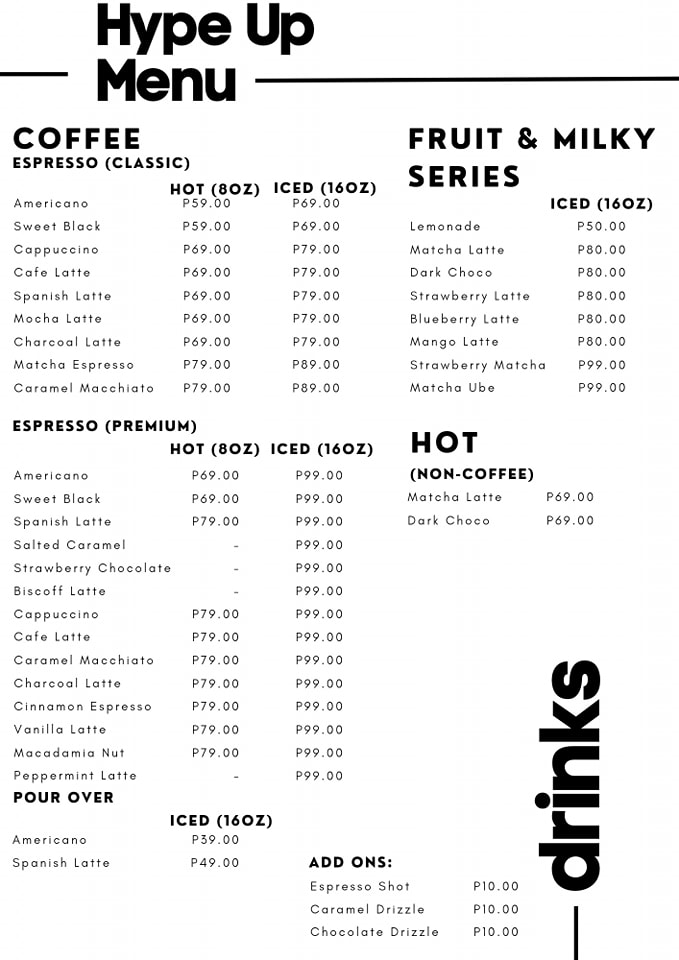 Hype Up
Menu
COFFEE
ESPRESSO (CLASSIC)
HOT (8OZ) ICED (16OZ)
Americano P59.00 P69.00
Sweet Black P59.00 P69.00
Cappuccino P69.00 P79.00
Cafe Latte P69.00 P79.00
Spanish Latte P69.00 P79.00
Mocha Latte P69.00 P79.00
Charcoal Latte P69.00 P79.00
Matcha Espresso P79.00 P89.00
Caramel Macchiato P79.00 P89.00
ESPRESSO (PREMIUM)
HOT (8OZ) ICED (16OZ)
Americano P69.00 P99.00
Sweet Black P69.00 P99.00
Spanish Latte P79.00 P99.00
Salted Caramel - P99.00
Strawberry Chocolate - P99.00
Biscoff Latte - P99.00
Cappuccino P79.00 P99.00
Cafe Latte P79.00 P99.00
Caramel Macchiato P79.00 P99.00
Charcoal Latte P79.00 P99.00
Cinnamon Espresso P79.00 P99.00
Vanilla Latte P79.00 P99.00
Macadamia Nut P79.00 P99.00
Peppermint Latte - P99.00
POUR OVER
ICED (16OZ)
Americano P39.00
Spanish Latte P49.00
FRUIT & MILKY
SERIES
ICED (16OZ)
Lemonade P50.00
Matcha Latte P80.00
Dark Choco P80.00
Strawberry Latte P80.00
Blueberry Latte P80.00
Mango Latte P80.00
Strawberry Matcha P99.00
Matcha Ube P99.00
HOT
(NON-COFFEE)
Matcha Latte P69.00
Dark Choco P69.00
ADD ONS:
Espresso Shot P10.00
Caramel Drizzle P10.00
Chocolate Drizzle P10.00
drinks